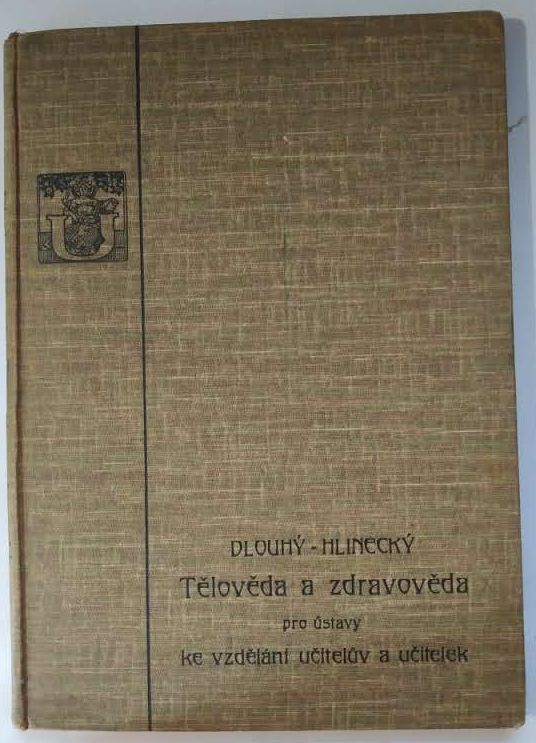 U
DLOUHÝ - HLINECKÝ
Tělověda a zdravověda
pro ústavy
ke vzdělání učitelův a učitelek